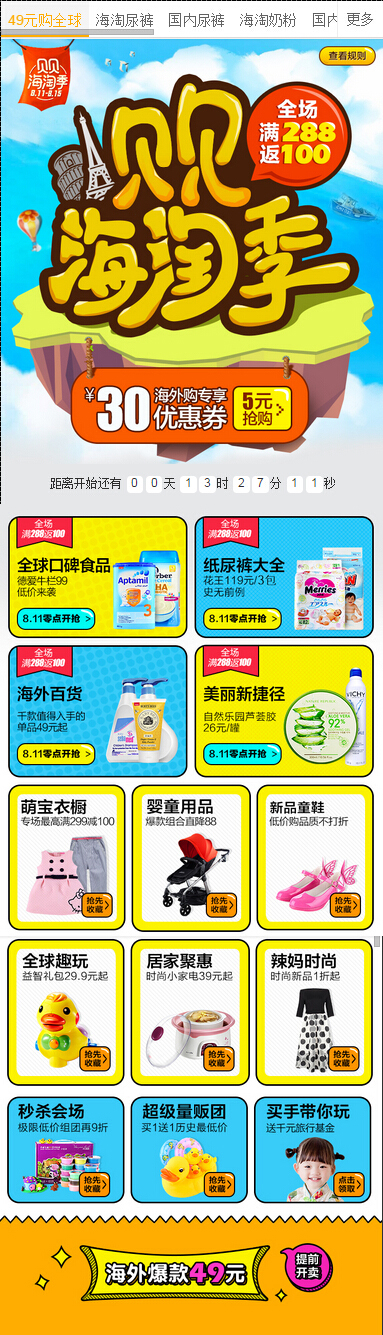 49元购全球 海淘尿裤 国内尿裤 海淘奶粉 国内 更多
贝贝
海淘季
8.11-8.15
查看规则
全场
满288
返100
贝贝
海淘季
¥30 海外购专享
优惠券
5元
抢购
距离开始还有 00天13时27分11秒
全场
满288返100
全球口碑食品
德爱牛栏99
低价来袭
8.11零点开抢 >
Aptamil
3
Gerber
Cereal
全场
满288返100
纸尿裤大全
花王119元/3包
史无前例
8.11零点开抢 >
Merries
全场
满288返100
海外百货
千款值得入手的
单品49元起
8.11零点开抢 >
sebamed
全场
满288返100
美丽新捷径
自然乐园芦荟胶
26元/罐
8.11零点开抢 >
ALOE VERA
92%
VICHY
萌宝衣橱
专场最高满299减100
抢先
收藏
婴童用品
爆款组合直降88
抢先
收藏
新品童鞋
低价购品质不打折
抢先
收藏
全球趣玩
益智礼包29.9元起
抢先
收藏
居家聚惠
时尚小家电39元起
抢先
收藏
辣妈时尚
时尚新品1折起
抢先
收藏
秒杀会场
极限低价组团再9折
抢先
收藏
超级量贩团
买1送1历史最低价
抢先
收藏
买手带你玩
送千元旅行基金
点击
领取
海外爆款49元
提前
开卖